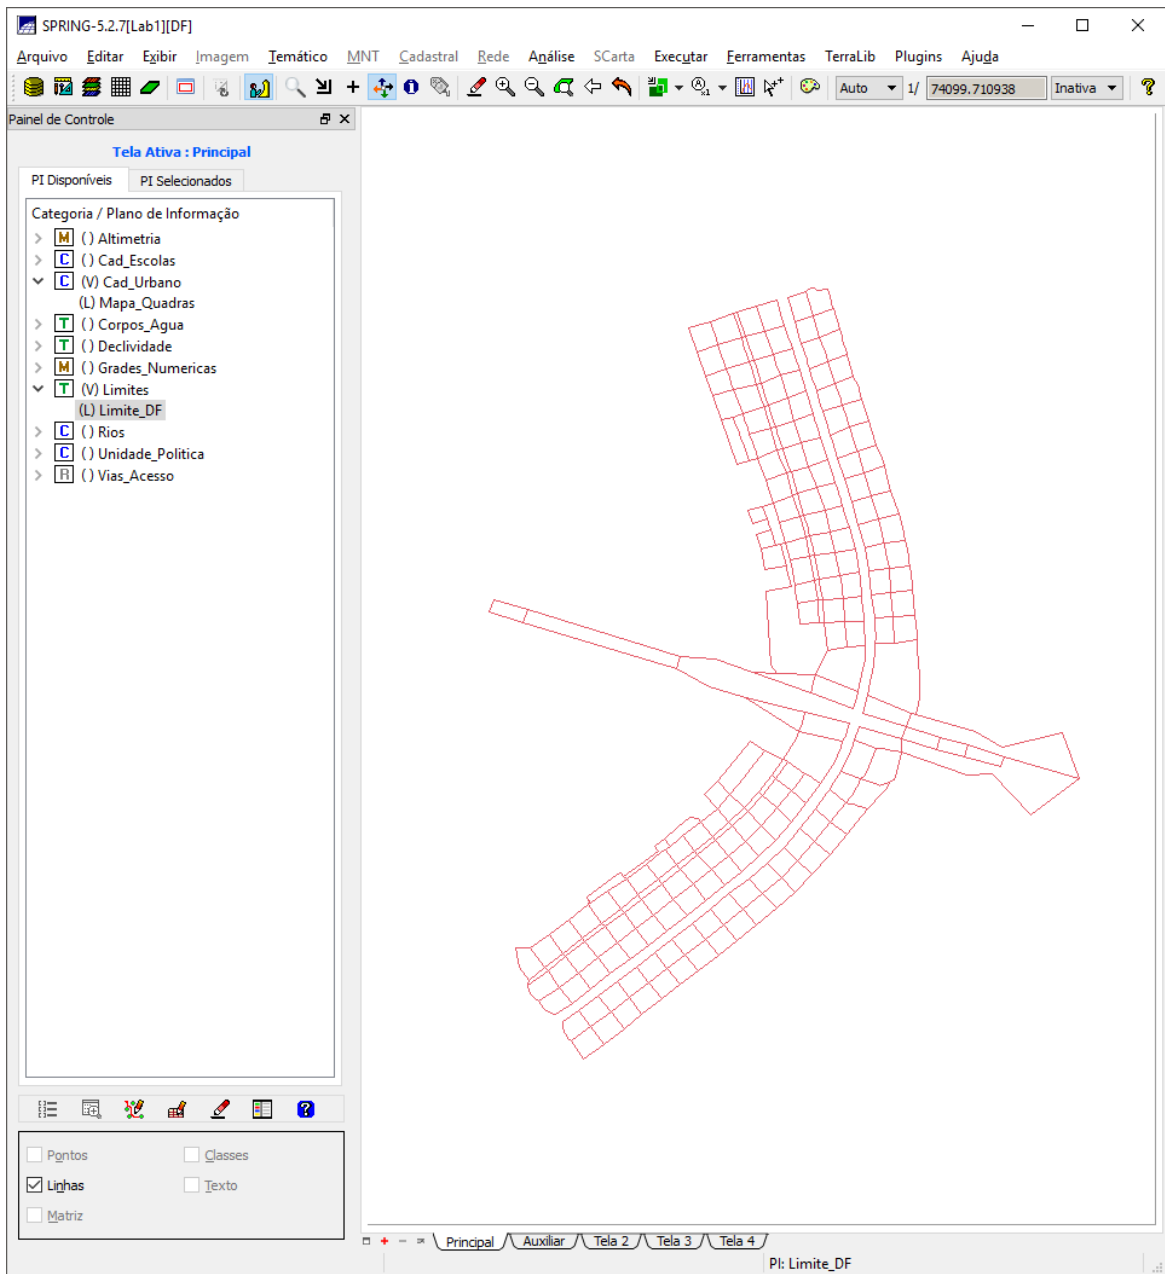 SPRING-5.2.7[Lab1][DF]
Arquivo Editar Exibir Imagem Temático MNT Cadastral Rede Análise SCarta Executar Ferramentas TerraLib Plugins Ajuda
Auto 1/ 74099.710938 Inativa
Painel de Controle
Tela Ativa : Principal
PI Disponíveis PI Selecionados
Categoria / Plano de Informação
M ( ) Altimetria
C ( ) Cad_Escolas
C (V) Cad_Urbano
(L) Mapa_Quadras
T ( ) Corpos_Agua
T ( ) Declividade
M ( ) Grades_Numericas
T (V) Limites
(L) Limite_DF
C ( ) Rios
C ( ) Unidade_Politica
R ( ) Vias_Acesso
Pontos Classes
Linhas Texto
Matriz
Principal Auxiliar Tela 2 Tela 3 Tela 4
PI: Limite_DF